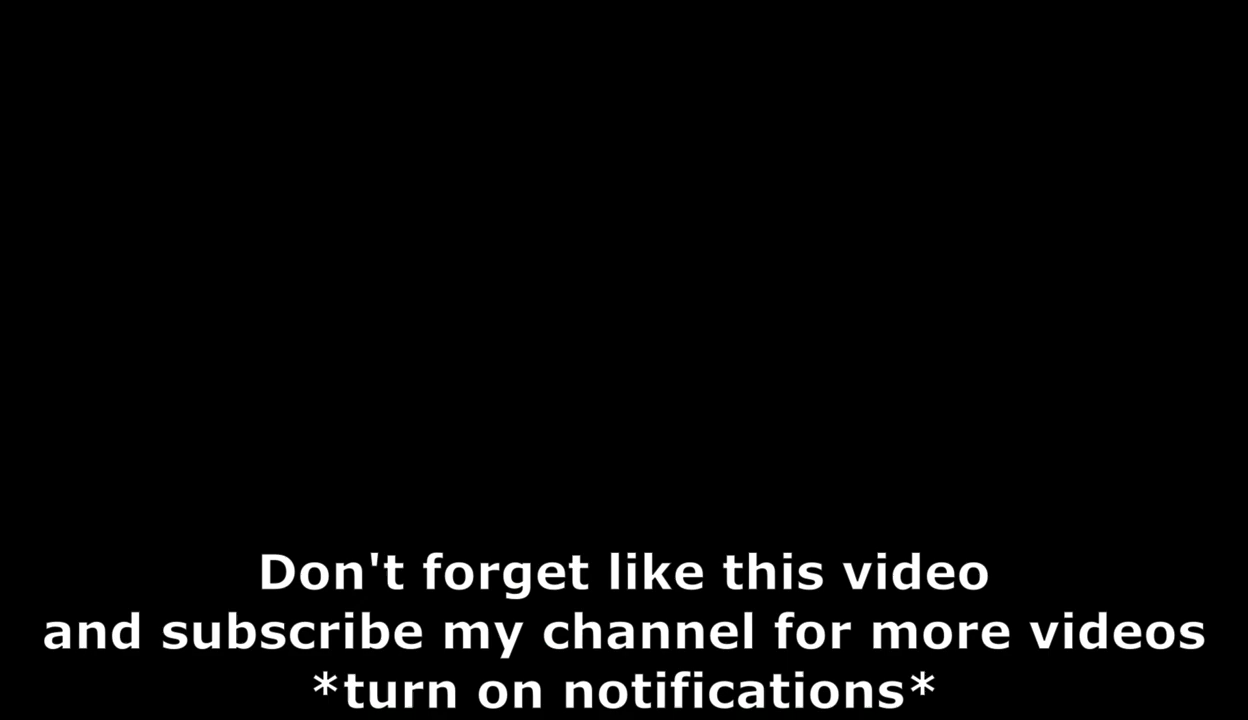 Don't forget like this video
and subscribe my channel for more videos
*turn on notifications*